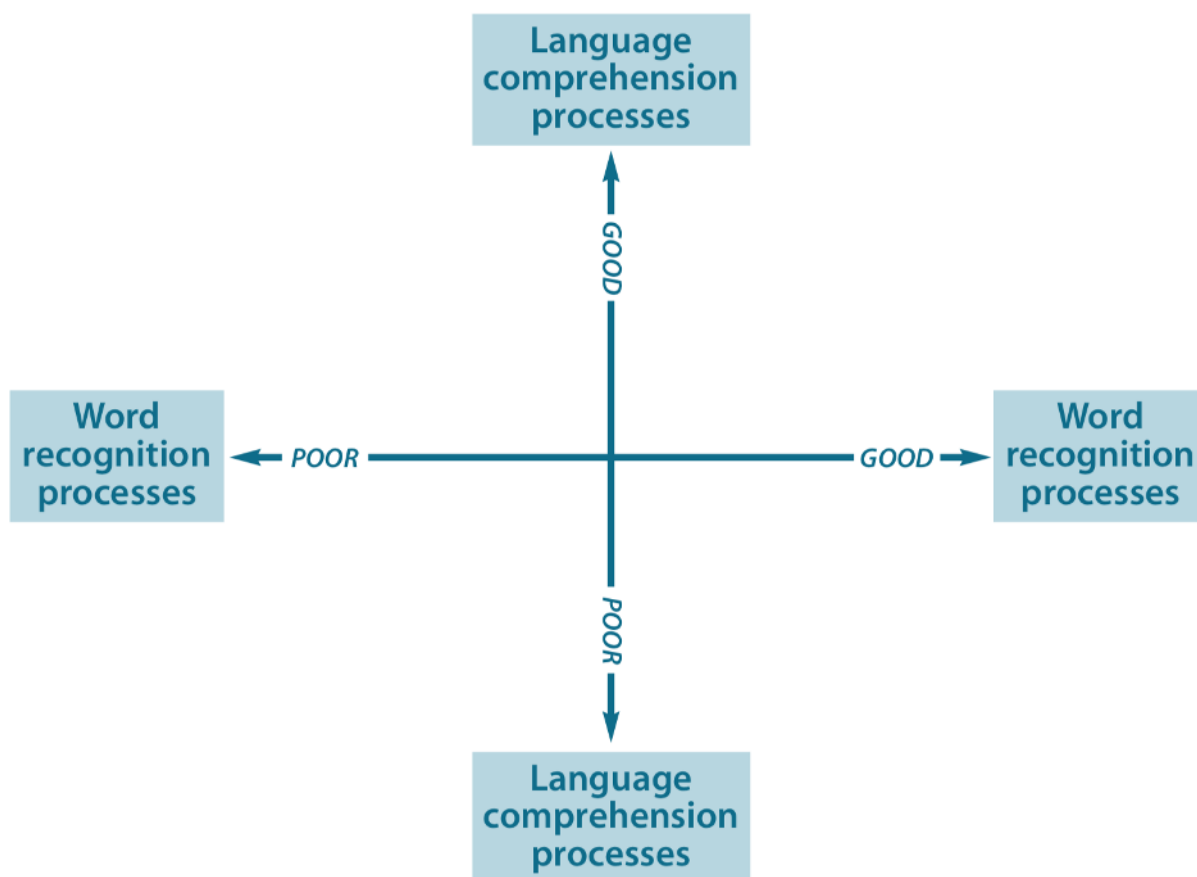 Language
comprehension
processes
GOOD
Word
recognition
processes
POOR
GOOD
Word
recognition
processes
POOR
Language
comprehension
processes